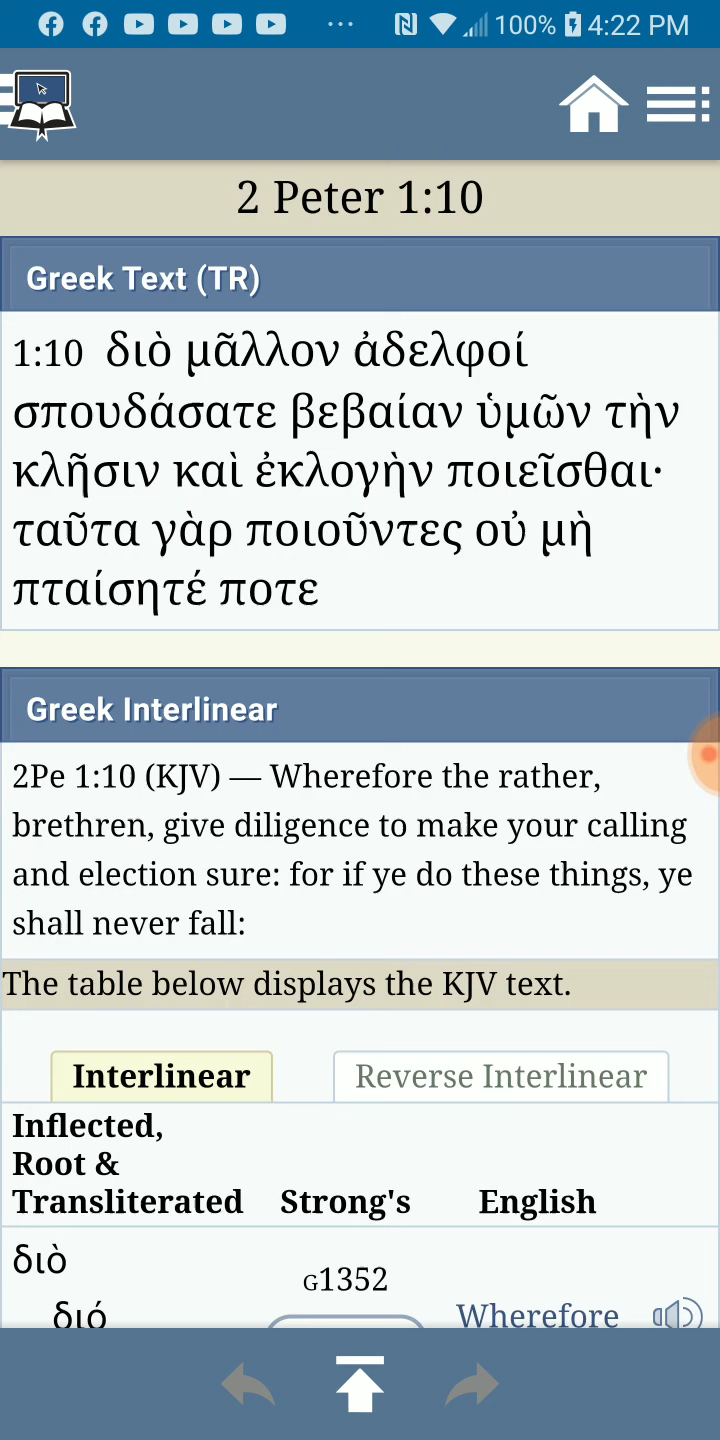 100% 4:22 PM
2 Peter 1:10
Greek Text (TR)
1:10 διὸ μᾶλλον ἀδελφοί
σπουδάσατε βεβαίαν ὑμῶν τὴν
κλῆσιν καὶ ἐκλογὴν ποιεῖσθαι·
ταῦτα γὰρ ποιοῦντες οὐ μὴ
πταίσητέ ποτε
Greek Interlinear
2Pe 1:10 (KJV) — Wherefore the rather,
brethren, give diligence to make your calling
and election sure: for if ye do these things, ye
shall never fall:
The table below displays the KJV text.
Interlinear Reverse Interlinear
Inflected,
Root &
Transliterated Strong's English
διὸ
G1352
διό
Wherefore